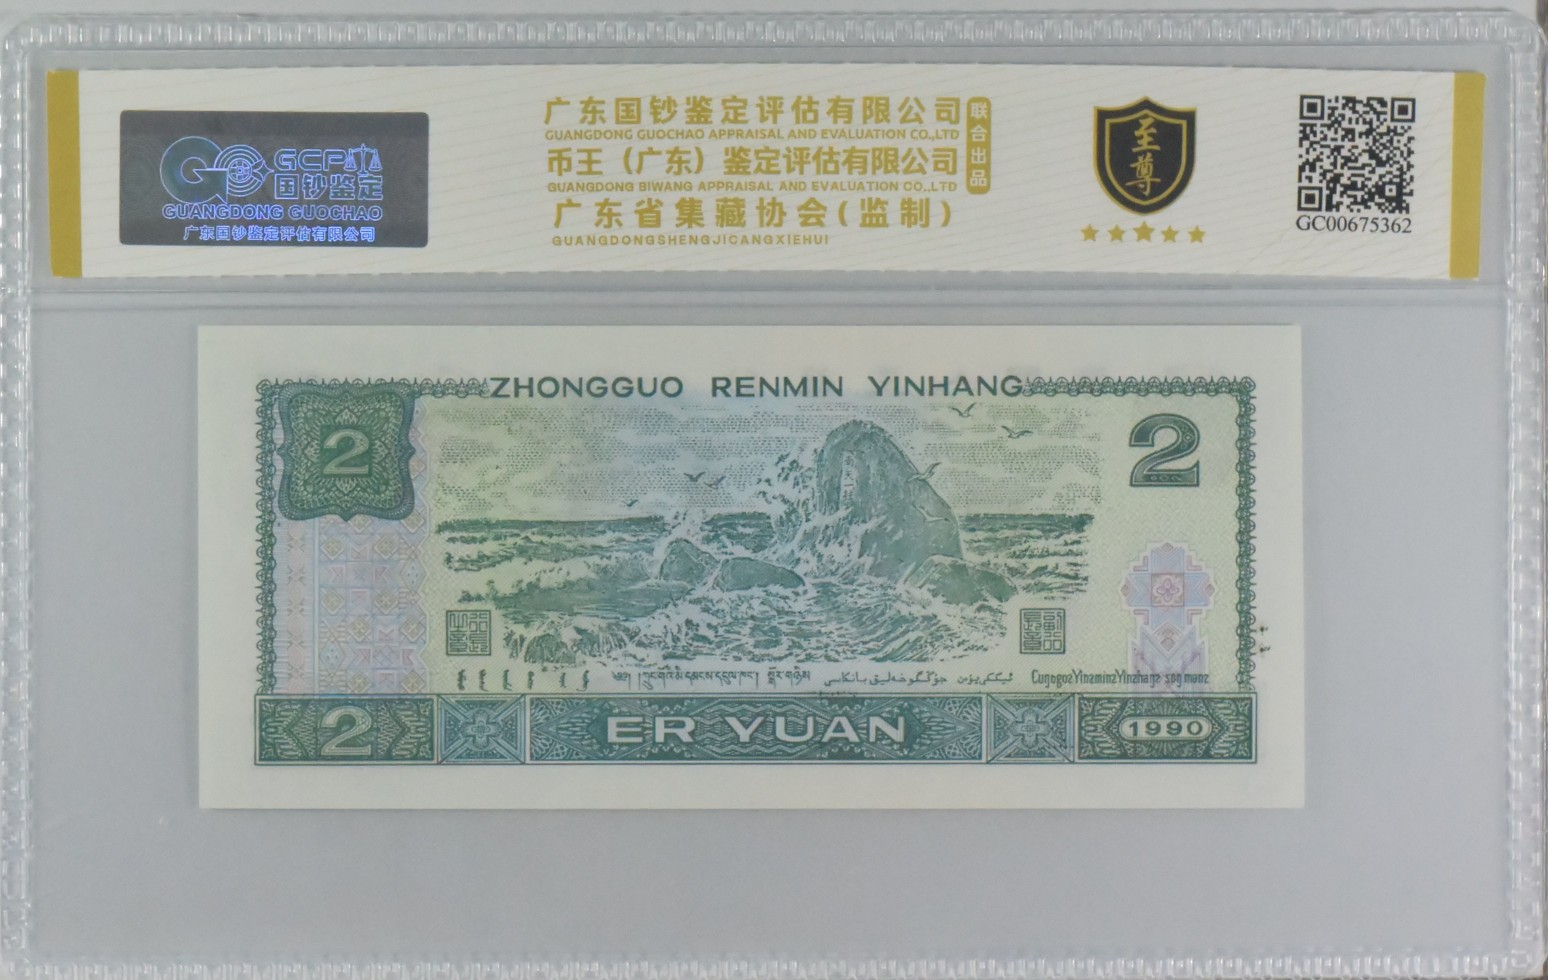 GCP
国钞鉴定
GUANGDONG GUOCHAO
广东国钞鉴定评估有限公司
广东国钞鉴定评估有限公司
GUANGDONG GUOCHAO APPRAISAL AND EVALUATION CO.,LTD
币王（广东）鉴定评估有限公司
GUANGDONG BIWANG APPRAISAL AND EVALUATION CO.,LTD
联合出品
广东省集藏协会(监制)
GUANGDONGSHENGJICANGXIEHUI
至尊
GC00675362
ZHONGGUO RENMIN YINHANG
2
2
2
ER YUAN
1990